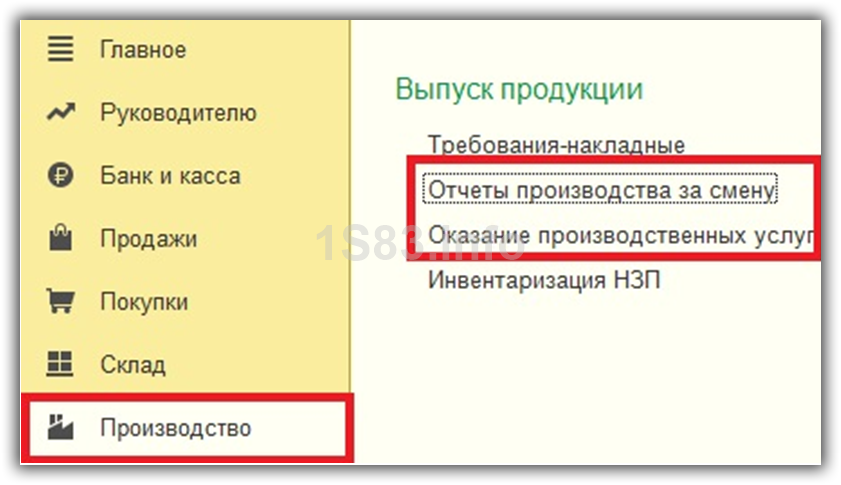 Главное
Руководителю
Банк и касса
Продажи
Покупки
Склад
Производство
Выпуск продукции
Требования-накладные
Отчеты производства за смену
Оказание производственных услуг
Инвентаризация НЗП
1S83.info